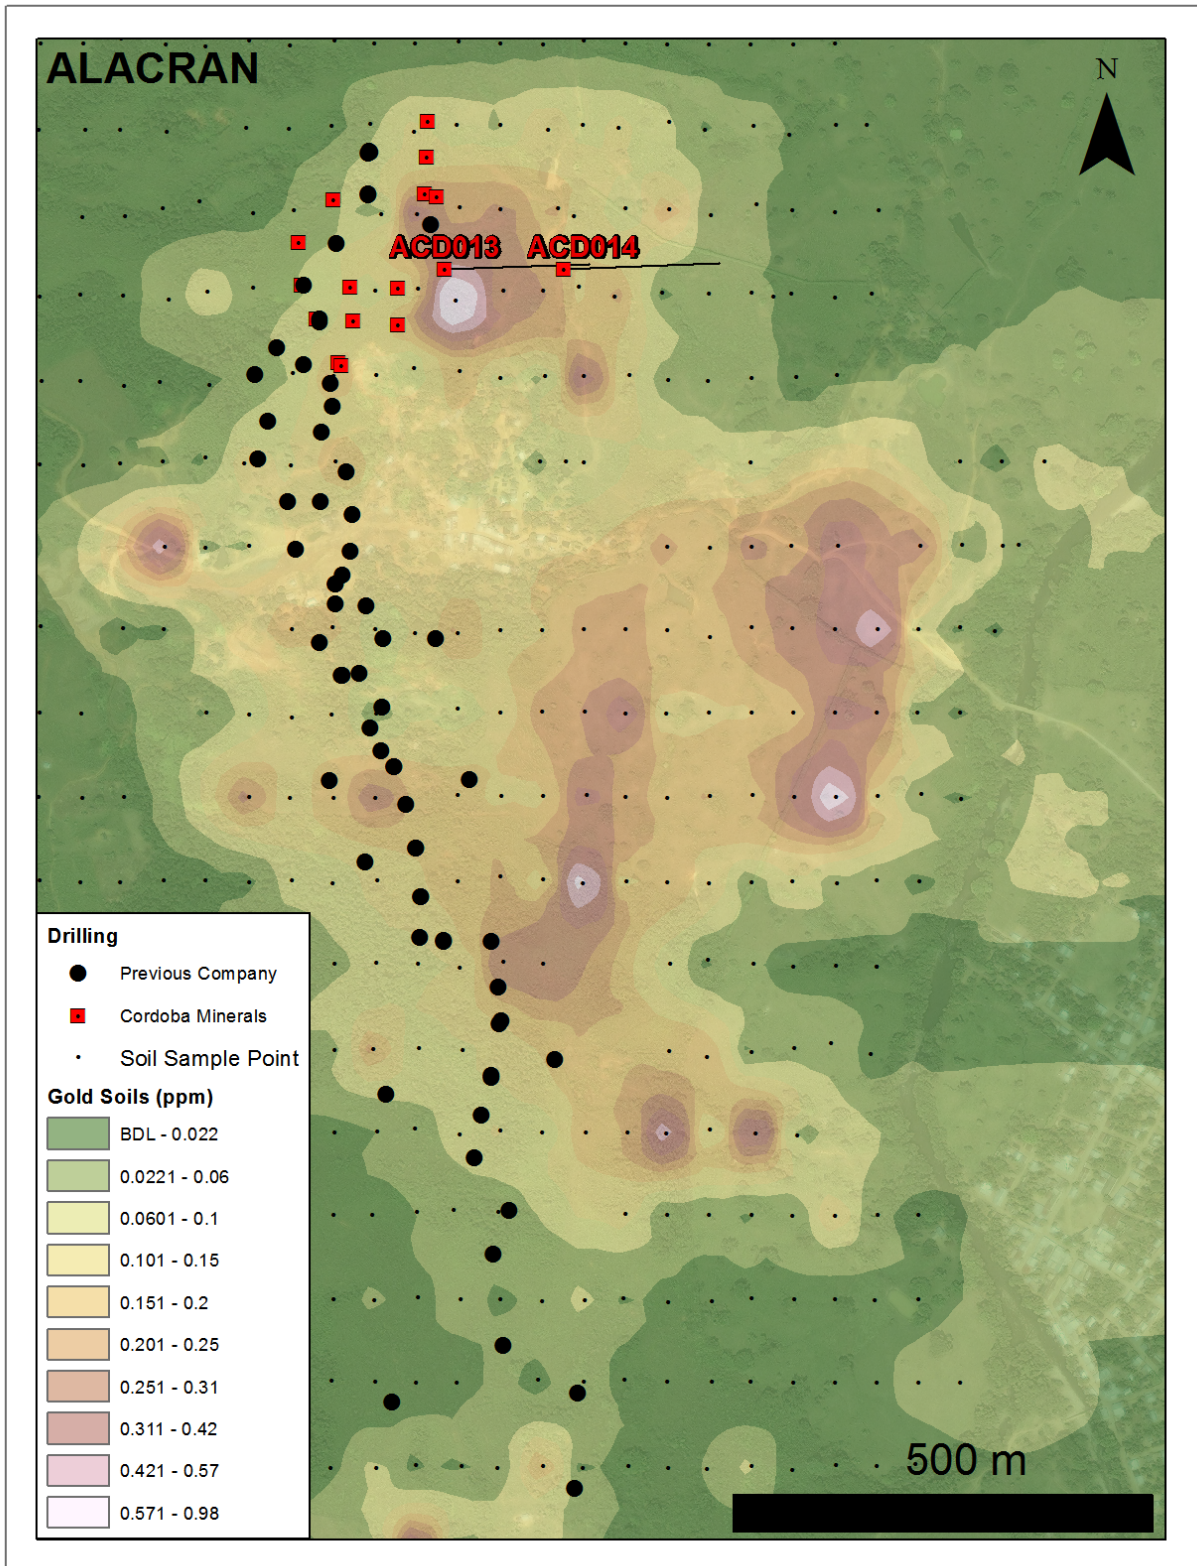 ALACRAN
N
ACD013 ACD014
Drilling
Previous Company
Cordoba Minerals
Soil Sample Point
Gold Soils (ppm)
BDL - 0.022
0.0221 - 0.06
0.0601 - 0.1
0.101 - 0.15
0.151 - 0.2
0.201 - 0.25
0.251 - 0.31
0.311 - 0.42
0.421 - 0.57
0.571 - 0.98
500 m